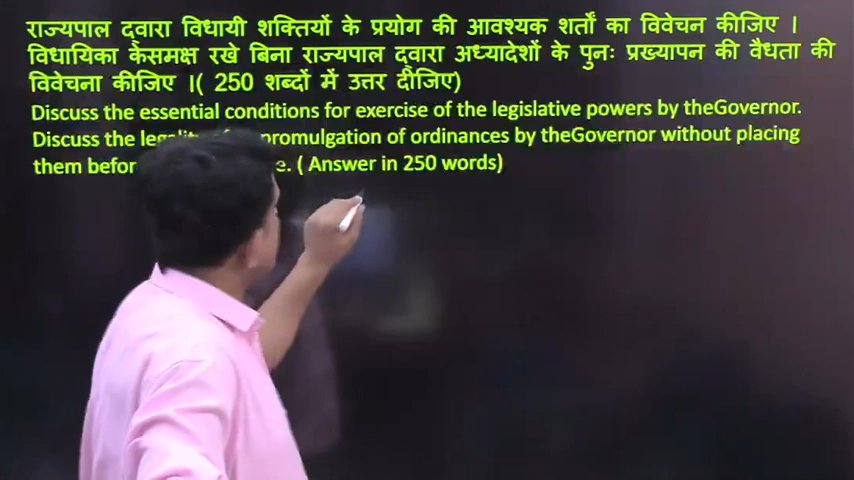 राज्यपाल द्वारा विधायी शक्तियों के प्रयोग की आवश्यक शर्तों का विवेचन कीजिए ।
विधायिका केसमक्ष रखे बिना राज्यपाल द्वारा अध्यादेशों के पुनः प्रख्यापन की वैधता की
विवेचना कीजिए ।( 250 शब्दों में उत्तर दीजिए)
Discuss the essential conditions for exercise of the legislative powers by theGovernor.
Discuss the promulgation of ordinances by theGovernor without placing
them ( Answer in 250 words)